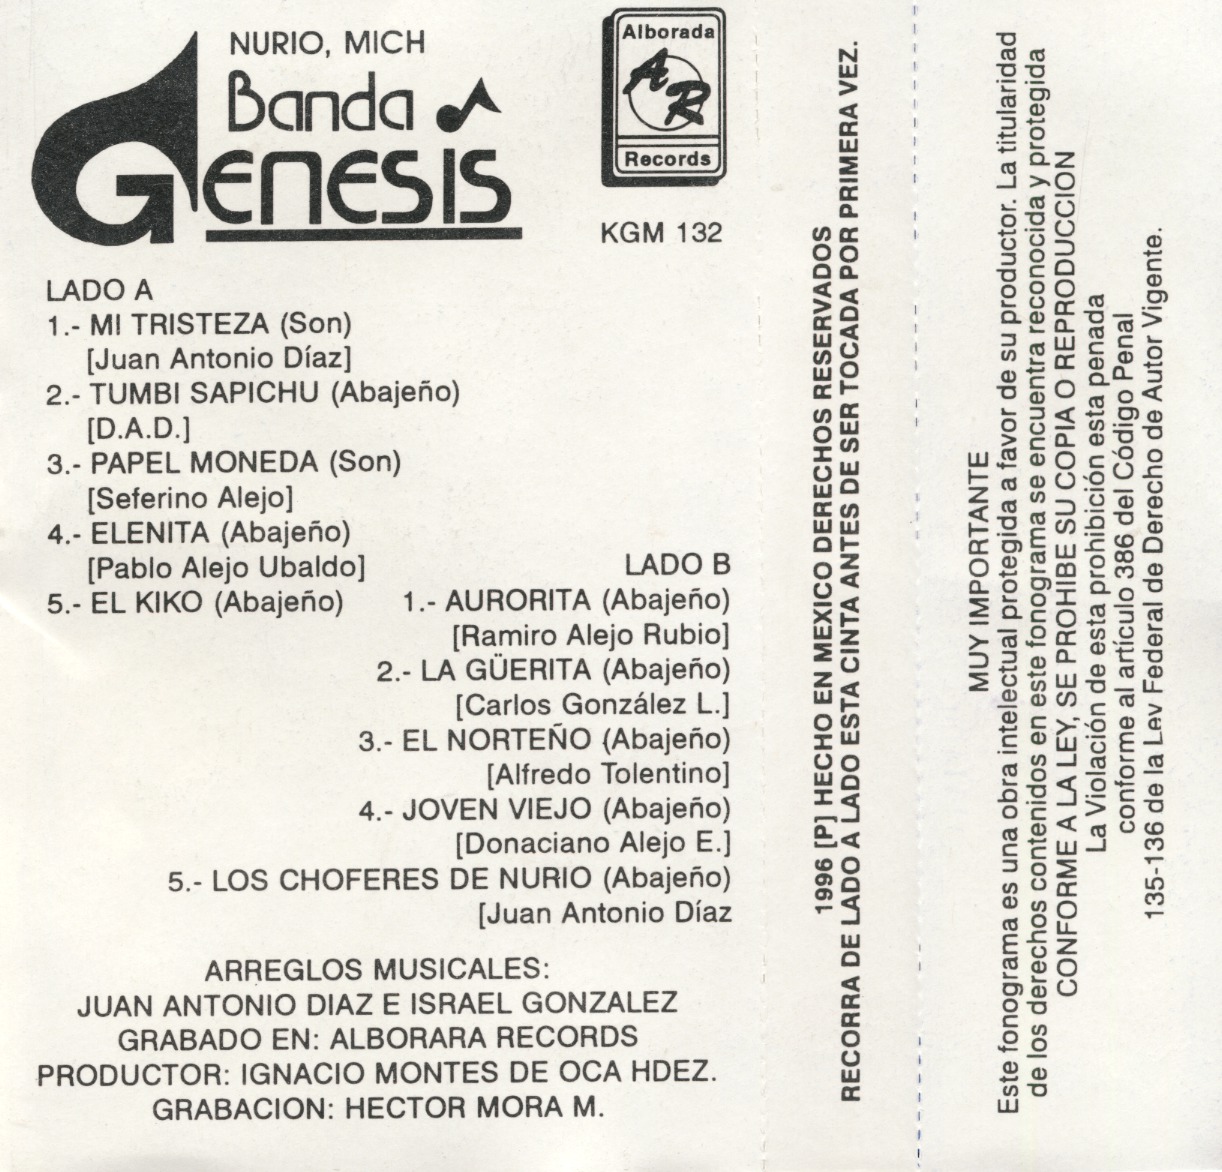 NURIO, MICH
Banda
GENESIS
Alborada
AR
Records
KGM 132
LADO A
1.- MI TRISTEZA (Son)
[Juan Antonio Díaz]
2.- TUMBI SAPICHU (Abajeño)
[D.A.D.]
3.- PAPEL MONEDA (Son)
[Seferino Alejo]
4.- ELENITA (Abajeño)
[Pablo Alejo Ubaldo]
5.- EL KIKO (Abajeño)
LADO B
1.- AURORITA (Abajeño)
[Ramiro Alejo Rubio]
2.- LA GÜERITA (Abajeño)
[Carlos González L.]
3.- EL NORTEÑO (Abajeño)
[Alfredo Tolentino]
4.- JOVEN VIEJO (Abajeño)
[Donaciano Alejo E.]
5.- LOS CHOFERES DE NURIO (Abajeño)
[Juan Antonio Díaz
ARREGLOS MUSICALES:
JUAN ANTONIO DIAZ E ISRAEL GONZALEZ
GRABADO EN: ALBORARA RECORDS
PRODUCTOR: IGNACIO MONTES DE OCA HDEZ.
GRABACION: HECTOR MORA M.
1996 [P] HECHO EN MEXICO DERECHOS RESERVADOS
RECORRA DE LADO A LADO ESTA CINTA ANTES DE SER TOCADA POR PRIMERA VEZ.
MUY IMPORTANTE
Este fonograma es una obra intelectual protegida a favor de su productor. La titularidad
de los derechos contenidos en este fonograma se encuentra reconocida y protegida
CONFORME A LA LEY, SE PROHIBE SU COPIA O REPRODUCCION
La Violación de esta prohibición esta penada
conforme al artículo 386 del Código Penal
135-136 de la Lev Federal de Derecho de Autor Vigente.